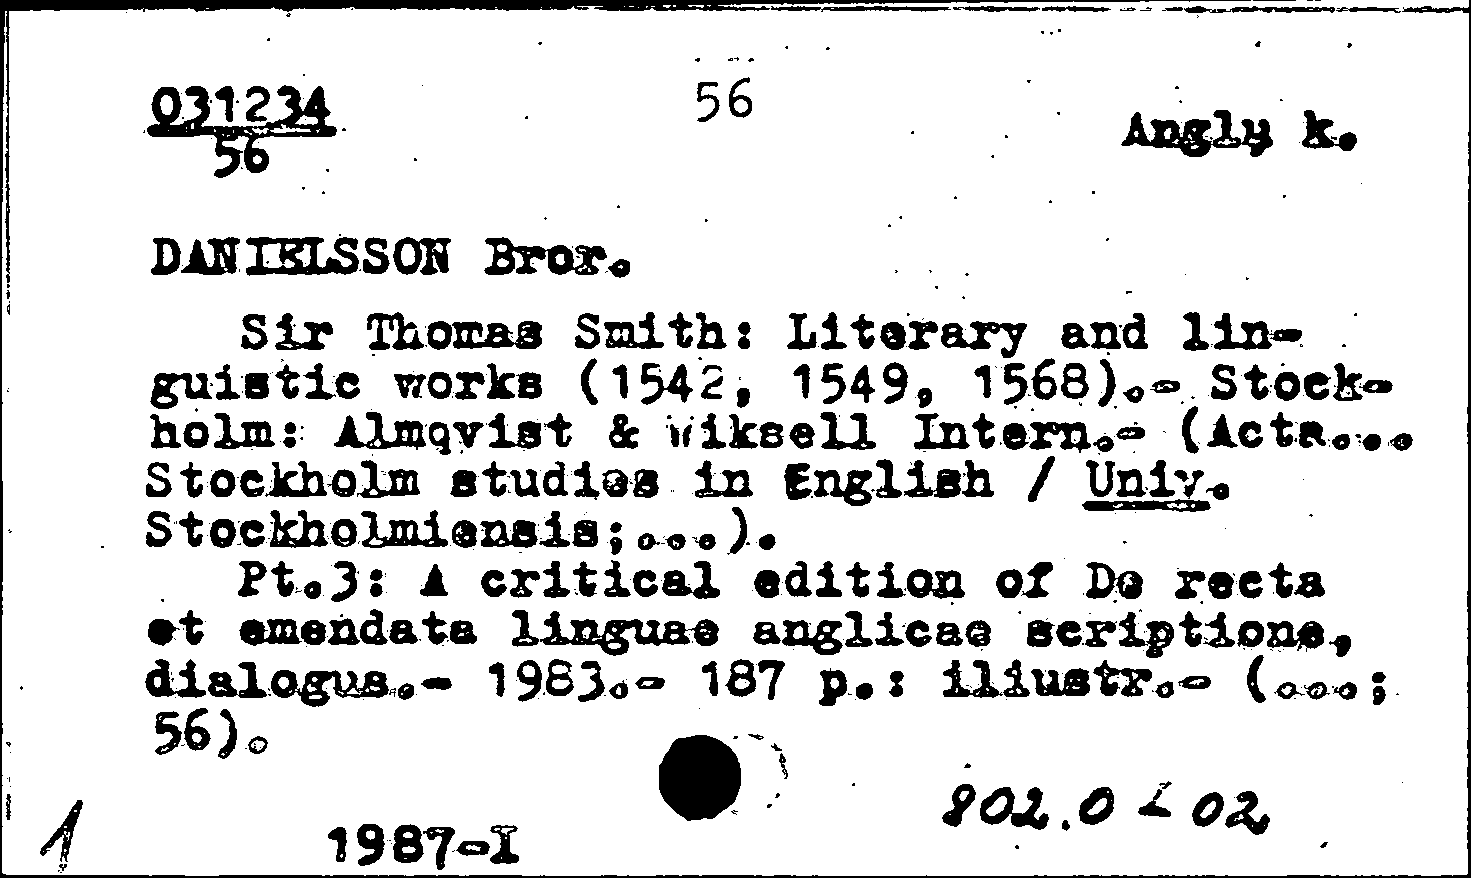 031234
56
56
Anglų k.
DANIELSSON Bror.
Sir Thomas Smith: Literary and lin-
guistic works (1542, 1549, 1568).- Stock-
holm: Almqvist & Wiksell Intern.- (Acta...
Stockholm studies in English / Univ.
Stockholmiensis;...).
Pt.3: A critical edition of De recta
et emendata linguae anglicae scriptione,
dialogus.- 1983.- 187 p.: iliustr.- (...;
56).
802.0-02
1
1987-I